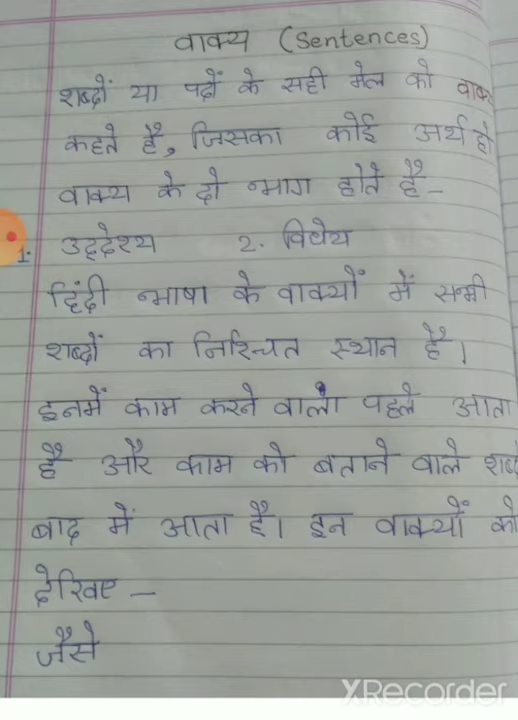 वाक्य (Sentences)
शब्दों या पदों के सही मेल को वाक्य
कहते हैं, जिसका कोई अर्थ हो
वाक्य के दो भाग होते हैं-
1. उद्देश्य 2. विधेय
हिंदी भाषा के वाक्यों में सभी
शब्दों का निश्चित स्थान है।
इनमें काम करने वाला पहले आता
है और काम को बताने वाले शब्द
बाद में आता है। इन वाक्यों को
देखिए -
जैसे
XRecorder